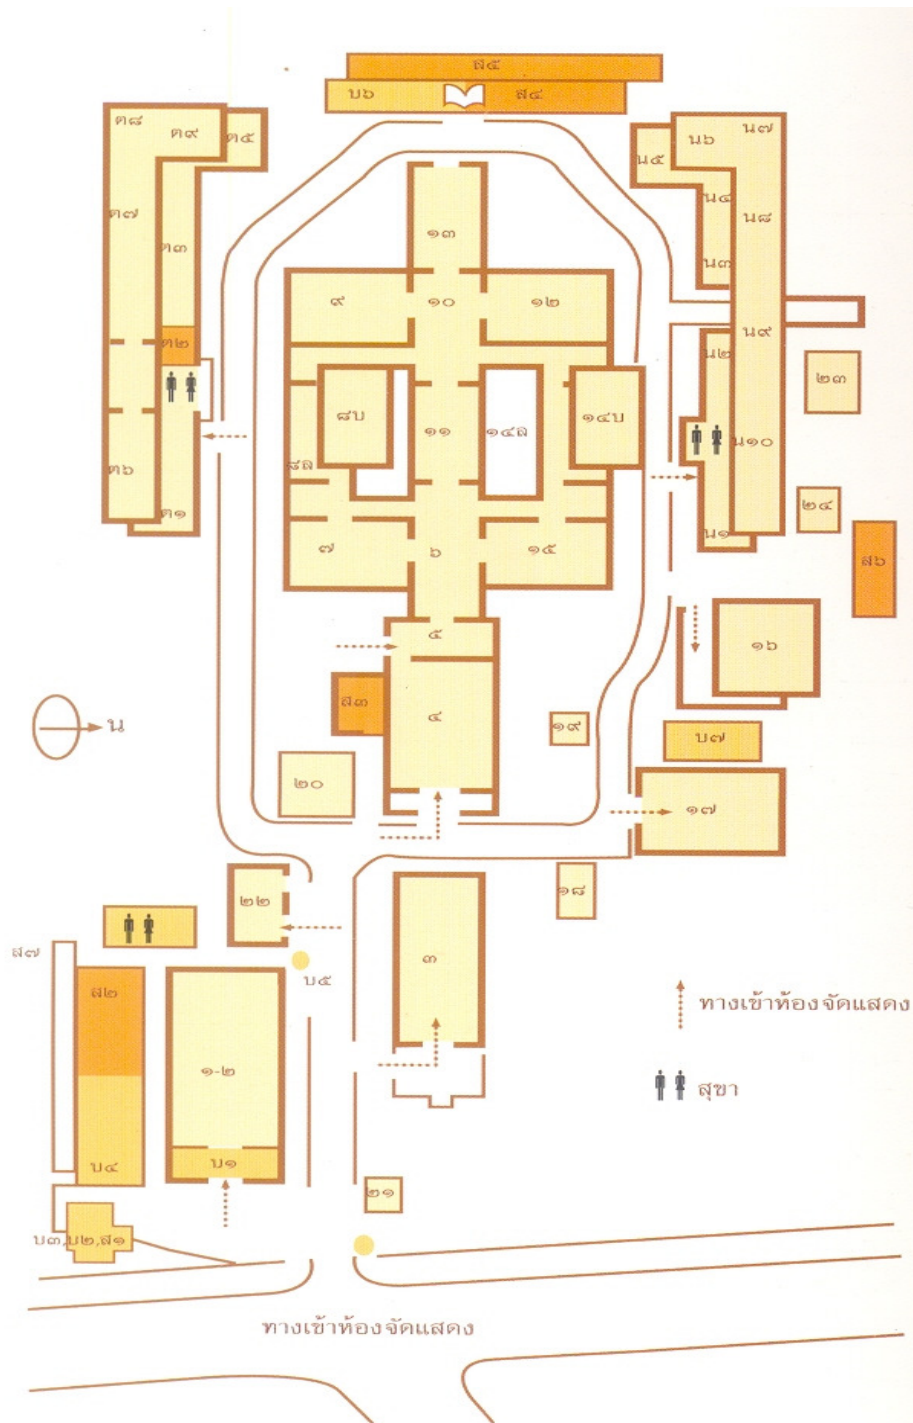 ส๕
บ๖
ส๔
ต๘
ต๙
ต๕
น๗
น๖
น๕
น๔
ต๗
น๘
๑๓
ต๓
น๓
๙
๑๐
๑๒
น๙
ต๒
น๒
๒๓
๘บ
๑๑
๑๔ล
๑๔บ
น๑๐
๘ล
ต๖
๒๔
ต๑
น๑
๗
๖
๑๕
ส๖
๕
๑๖
ส๓
๔
๑๙
น
บ๗
๒๐
๑๗
๑๘
๒๒
ส๗
๓
บ๕
ส๒
ทางเข้าห้องจัดแสดง
๑-๒
สุขา
บ๔
บ๑
๒๑
บ๓,บ๒,ส๑
ทางเข้าห้องจัดแสดง